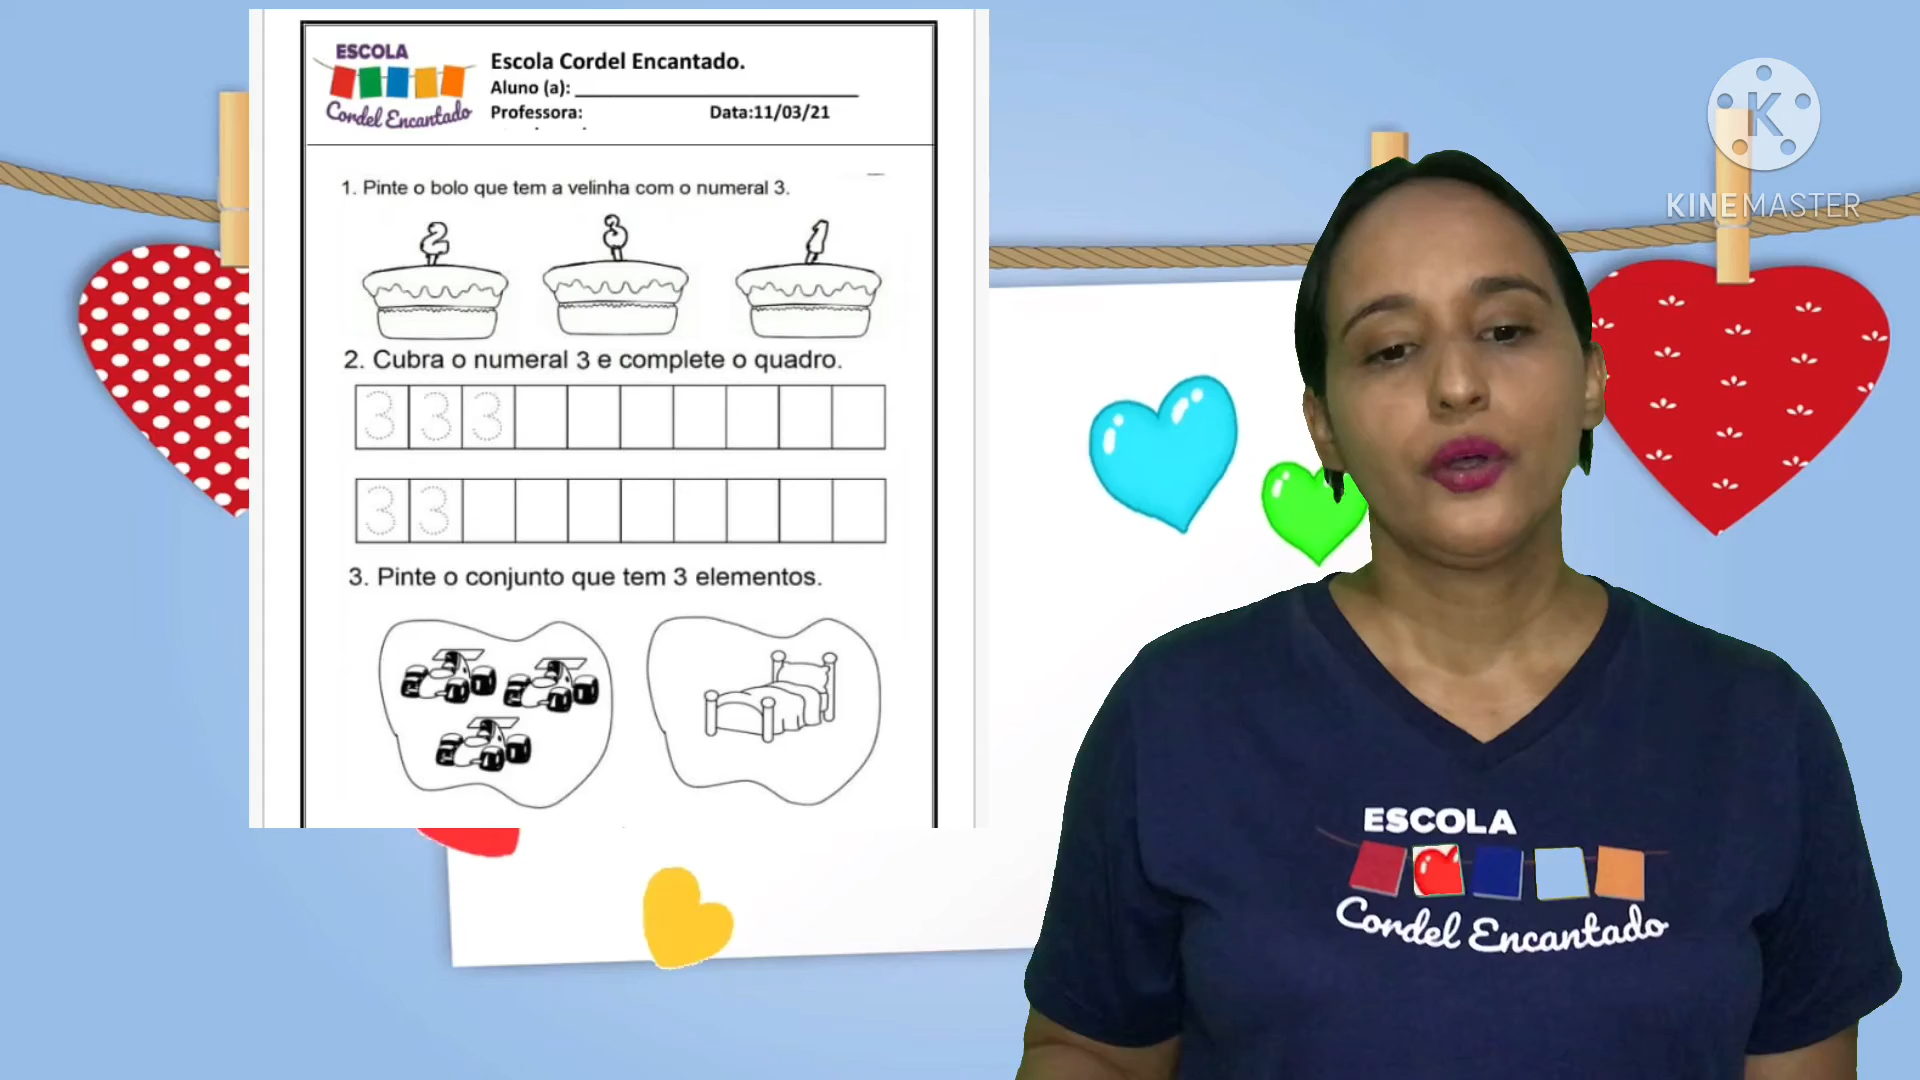 ESCOLA
Cordel Encantado
Escola Cordel Encantado.
Aluno (a):
Professora:
Data:11/03/21
1. Pinte o bolo que tem a velinha com o numeral 3.
2 3 1
2. Cubra o numeral 3 e complete o quadro.
3 3 3
3 3
3. Pinte o conjunto que tem 3 elementos.
K
KINEMASTER
ESCOLA
Cordel Encantado